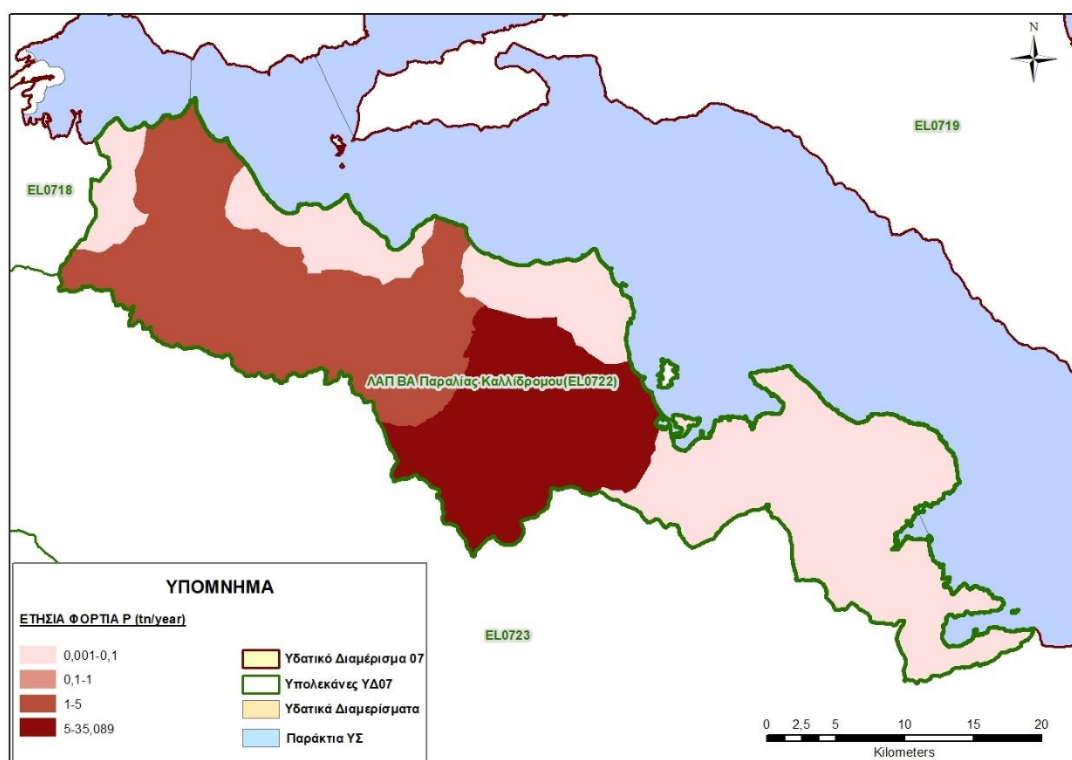 N
EL0719
EL0718
ΛΑΠ ΒΑ Παραλίας Καλλίδρομου(EL0722)
EL0723
ΥΠΟΜΝΗΜΑ
ΕΤΗΣΙΑ ΦΟΡΤΙΑ P (tn/year)
0,001-0,1
0,1-1
1-5
5-35,089
Υδατικό Διαμέρισμα 07
Υπολεκάνες ΥΔ07
Υδατικά Διαμερίσματα
Παράκτια ΥΣ
0 2,5 5 10 15 20
Kilometers